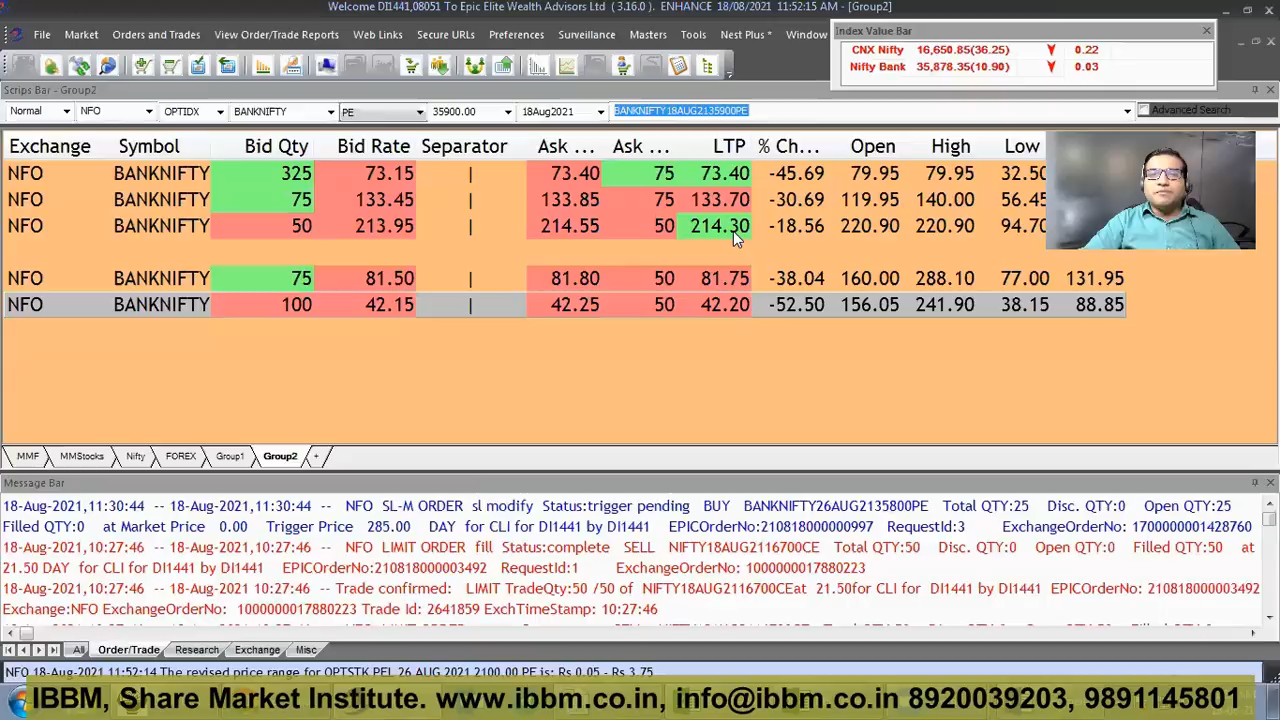 Welcome DI1441,08051 To Epic Elite Wealth Advisors Ltd ( 3.16.0 ). ENHANCE 18/08/2021 11:52:15 AM - [Group2]
File Market Orders and Trades View Order/Trade Reports Web Links Secure URLs Preferences Surveillance Masters Tools Nest Plus Window
Index Value Bar
CNX Nifty 16,650.85(36.25) 0.22
Nifty Bank 35,878.35(10.90) 0.03
Scrips Bar - Group2
Normal NFO OPTIDX BANKNIFTY PE 35900.00 18Aug2021 BANKNIFTY18AUG2135900PE Advanced Search
Exchange Symbol Bid Qty Bid Rate Separator Ask ... Ask ... LTP % Ch... Open High Low
NFO BANKNIFTY 325 73.15 | 73.40 75 73.40 -45.69 79.95 79.95 32.50
NFO BANKNIFTY 75 133.45 | 133.85 75 133.70 -30.69 119.95 140.00 56.45
NFO BANKNIFTY 50 213.95 | 214.55 50 214.30 -18.56 220.90 220.90 94.70
NFO BANKNIFTY 75 81.50 | 81.80 50 81.75 -38.04 160.00 288.10 77.00 131.95
NFO BANKNIFTY 100 42.15 | 42.25 50 42.20 -52.50 156.05 241.90 38.15 88.85
MMF MMStocks Nifty FOREX Group1 Group2 +
Message Bar
18-Aug-2021,11:30:44 -- 18-Aug-2021,11:30:44 -- NFO SL-M ORDER sl modify Status:trigger pending BUY BANKNIFTY26AUG2135800PE Total QTY:25 Disc. QTY:0 Open QTY:25
Filled QTY:0 at Market Price 0.00 Trigger Price 285.00 DAY for CLI for DI1441 by DI1441 EPICOrderNo:210818000000997 RequestId:3 ExchangeOrderNo: 1700000001428760
18-Aug-2021,10:27:46 -- 18-Aug-2021,10:27:46 -- NFO LIMIT ORDER fill Status:complete SELL NIFTY18AUG2116700CE Total QTY:50 Disc. QTY:0 Open QTY:0 Filled QTY:50 at
21.50 DAY for CLI for DI1441 by DI1441 EPICOrderNo:210818000003492 RequestId:1 ExchangeOrderNo: 1000000017880223
18-Aug-2021 10:27:46 -- 18-Aug-2021 10:27:46 -- Trade confirmed: LIMIT TradeQty:50 /50 of NIFTY18AUG2116700CEat 21.50for CLI for DI1441 by DI1441 EPICOrderNo:210818000003492
Exchange:NFO ExchangeOrderNo: 1000000017880223 Trade Id: 2641859 ExchTimeStamp: 10:27:46
All Order/Trade Research Exchange Misc
NFO 18-Aug-2021 11:52:14 The revised price range for OPTSTK PEL 26 AUG 2021 2100.00 PE is: Rs 0.05 - Rs 3.75
IBBM, Share Market Institute. www.ibbm.co.in, info@ibbm.co.in 8920039203, 9891145801